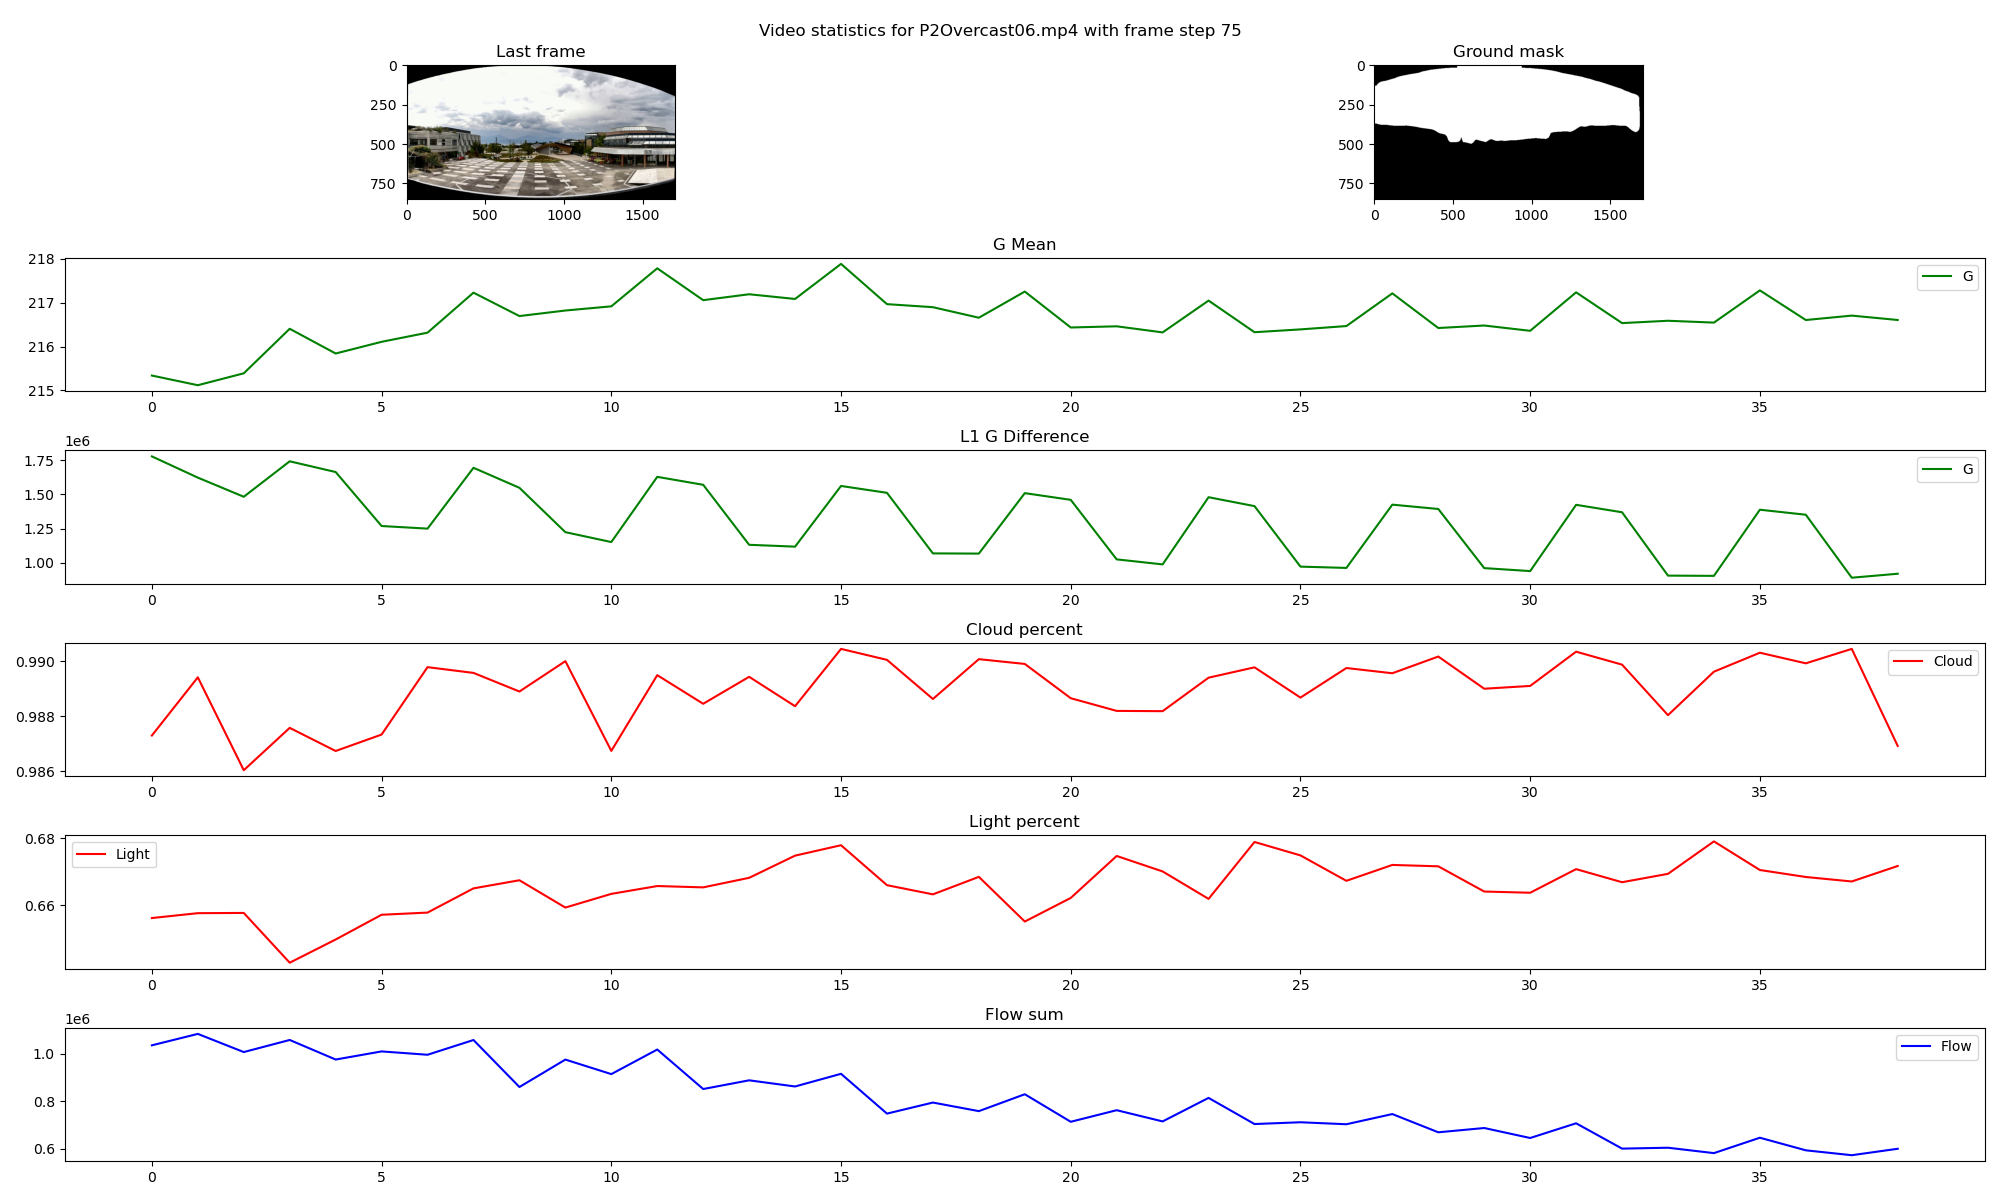 Video statistics for P2Overcast06.mp4 with frame step 75
Last frame
0
250
500
750
0 500 1000 1500
Ground mask
0
250
500
750
0 500 1000 1500
G Mean
218
217
216
215
G
0 5 10 15 20 25 30 35
L1 G Difference
1e6
1.75
1.50
1.25
1.00
G
0 5 10 15 20 25 30 35
Cloud percent
0.990
0.988
0.986
Cloud
0 5 10 15 20 25 30 35
Light percent
0.68
0.66
Light
0 5 10 15 20 25 30 35
Flow sum
1e6
1.0
0.8
0.6
Flow
0 5 10 15 20 25 30 35